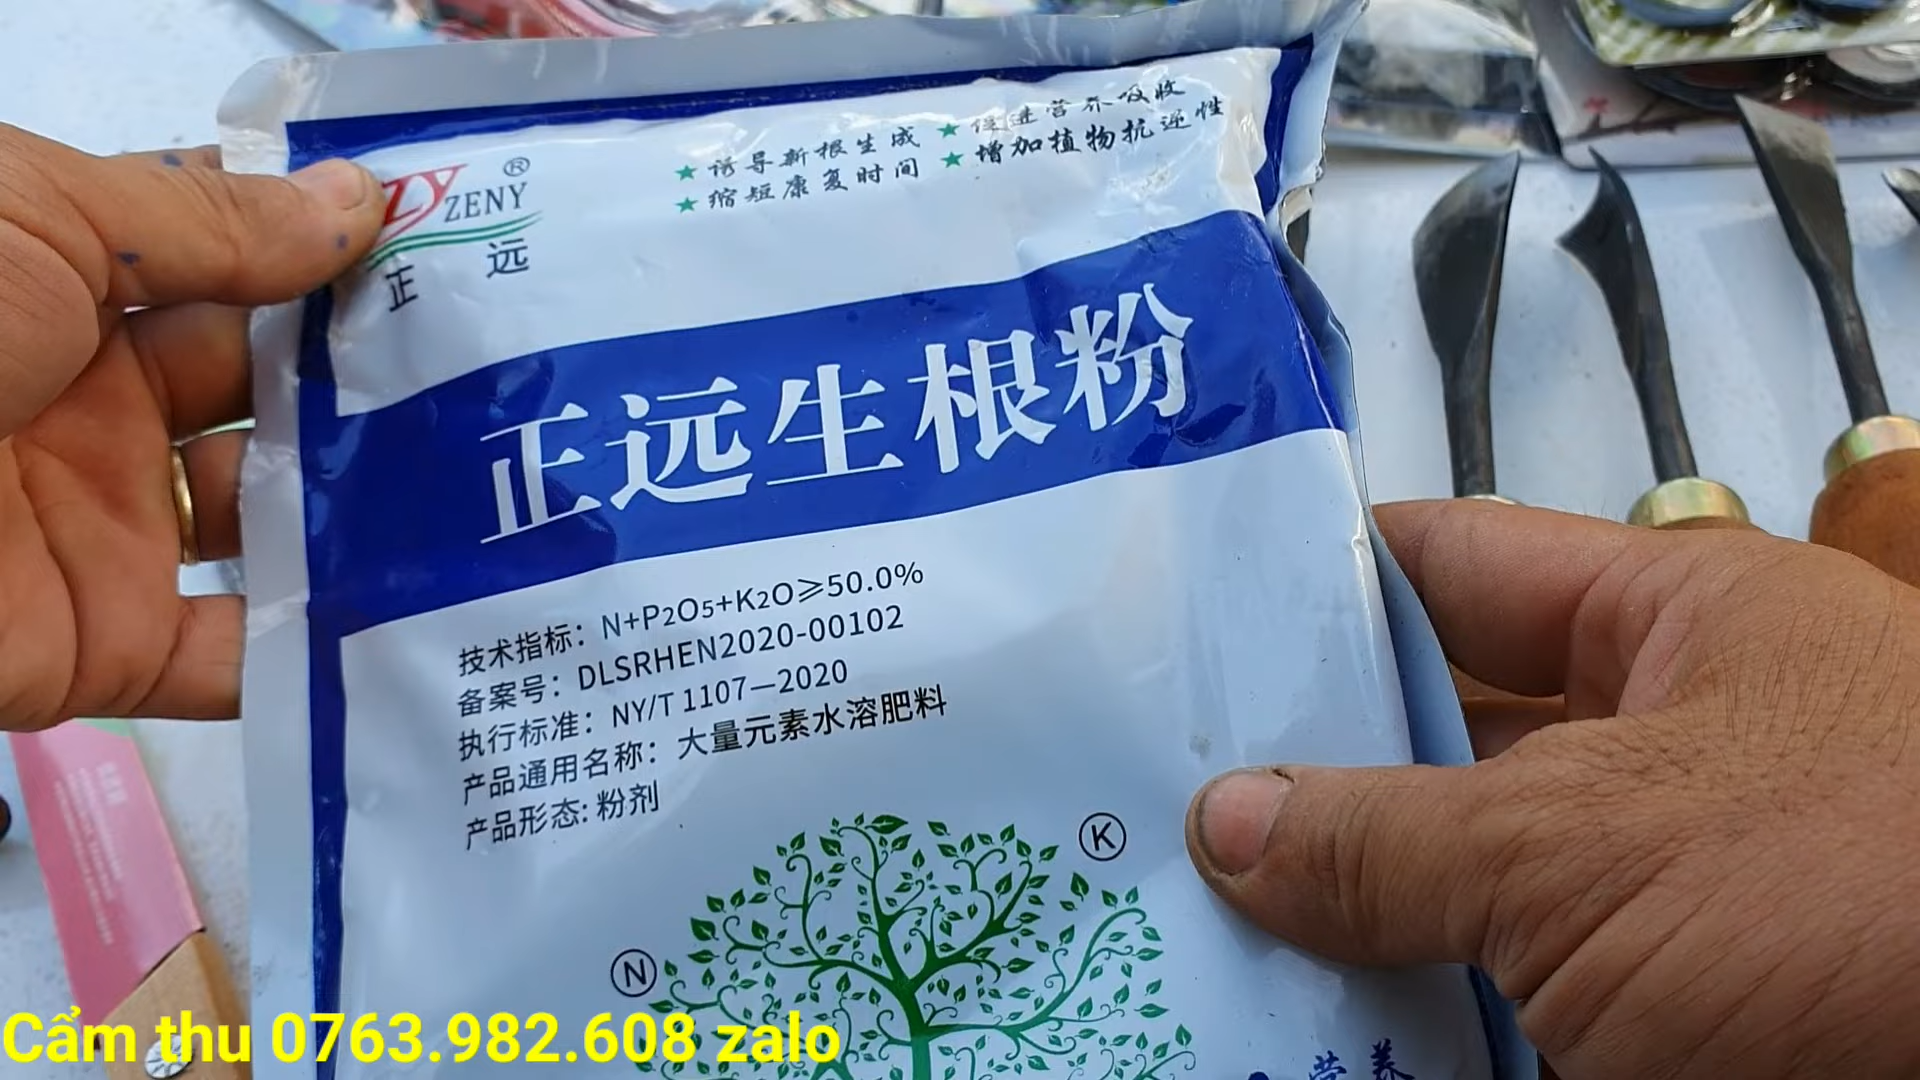 ZY ZENY ®
正远
★ 诱导新根生成 ★ 促进营养吸收
★ 缩短康复时间 ★ 增加植物抗逆性
正远生根粉
技术指标：N+P2O5+K2O≥50.0%
备案号：DLSRHEN2020-00102
执行标准：NY/T 1107—2020
产品通用名称：大量元素水溶肥料
产品形态:粉剂
K
N
营养
Cẩm thu 0763.982.608 zalo